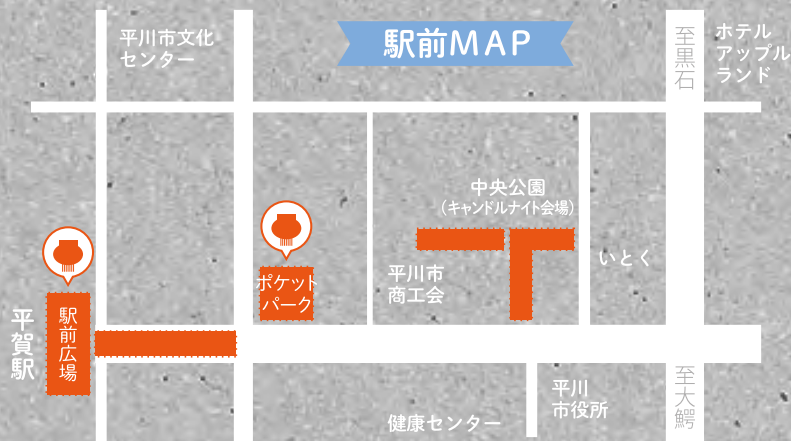 駅前MAP
平川市文化
センター
至黒石
ホテル
アップル
ランド
中央公園
（キャンドルナイト会場）
いとく
ポケット
パーク
平川市
商工会
平賀駅
駅前広場
平川
市役所
健康センター
至大鰐